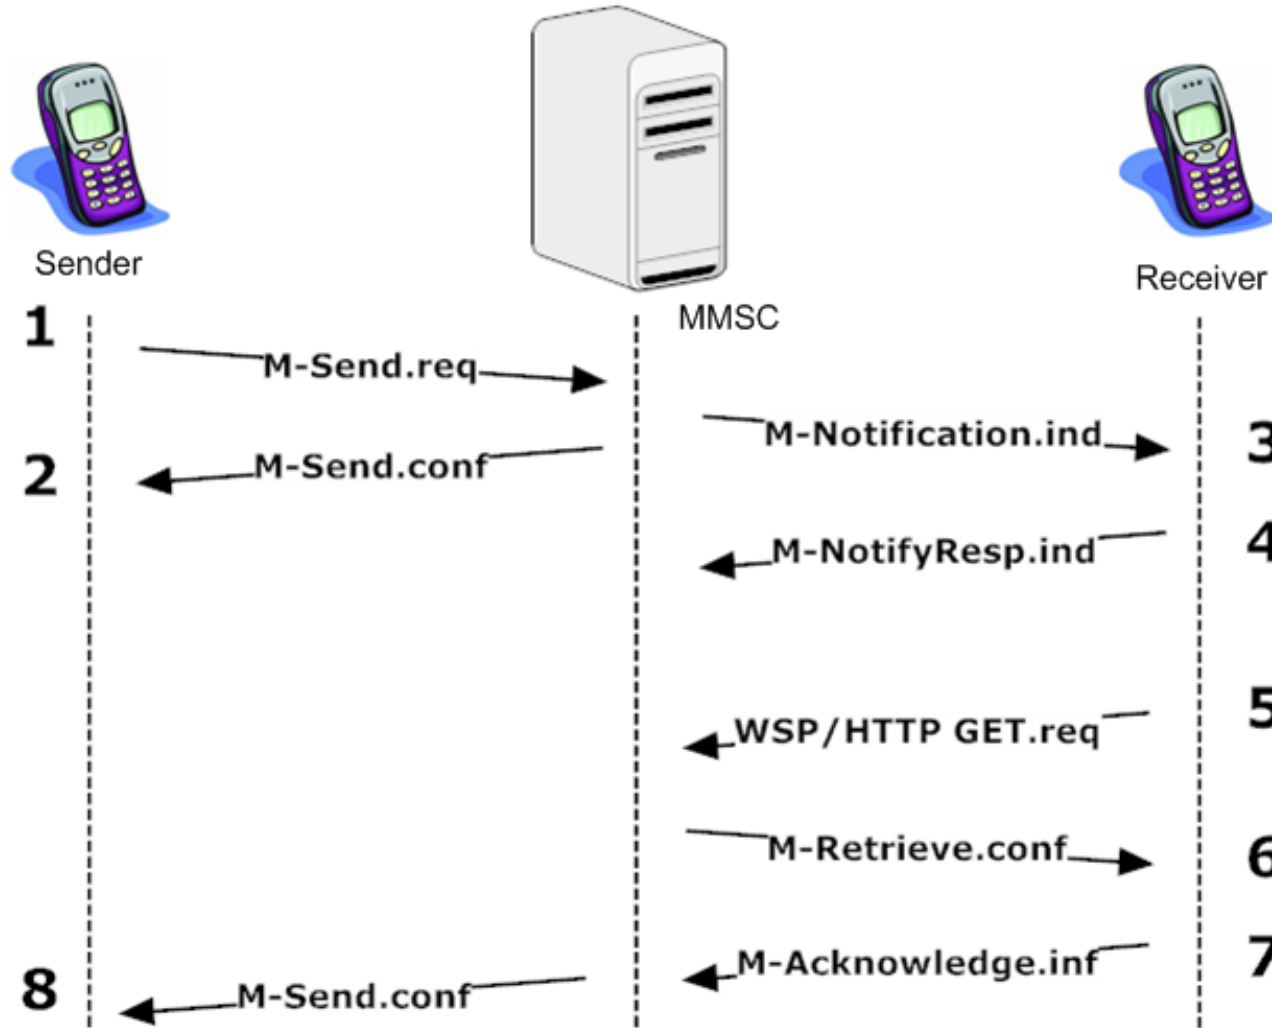 Sender
MMSC
Receiver
1
M-Send.req
M-Notification.ind
3
2
M-Send.conf
M-NotifyResp.ind
4
WSP/HTTP GET.req
5
M-Retrieve.conf
6
M-Acknowledge.inf
7
8
M-Send.conf